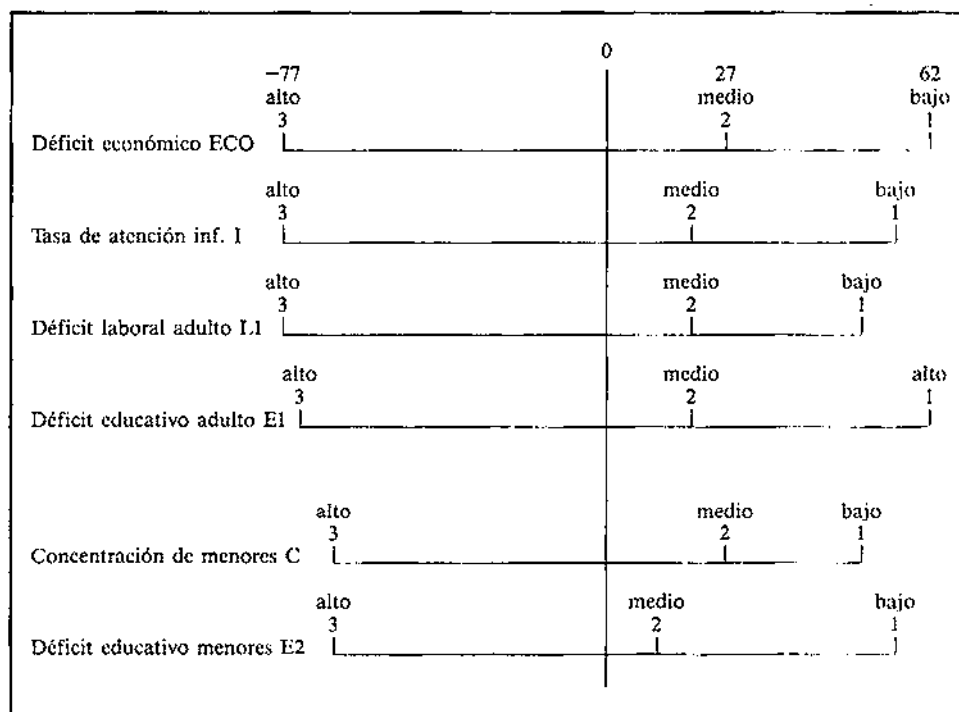 0
−77 27 62
alto medio bajo
3 2 1
Déficit económico ECO
alto medio bajo
3 2 1
Tasa de atención inf. I
alto medio bajo
3 2 1
Déficit laboral adulto L1
alto medio alto
3 2 1
Déficit educativo adulto E1
alto medio bajo
3 2 1
Concentración de menores C
alto medio bajo
3 2 1
Déficit educativo menores E2